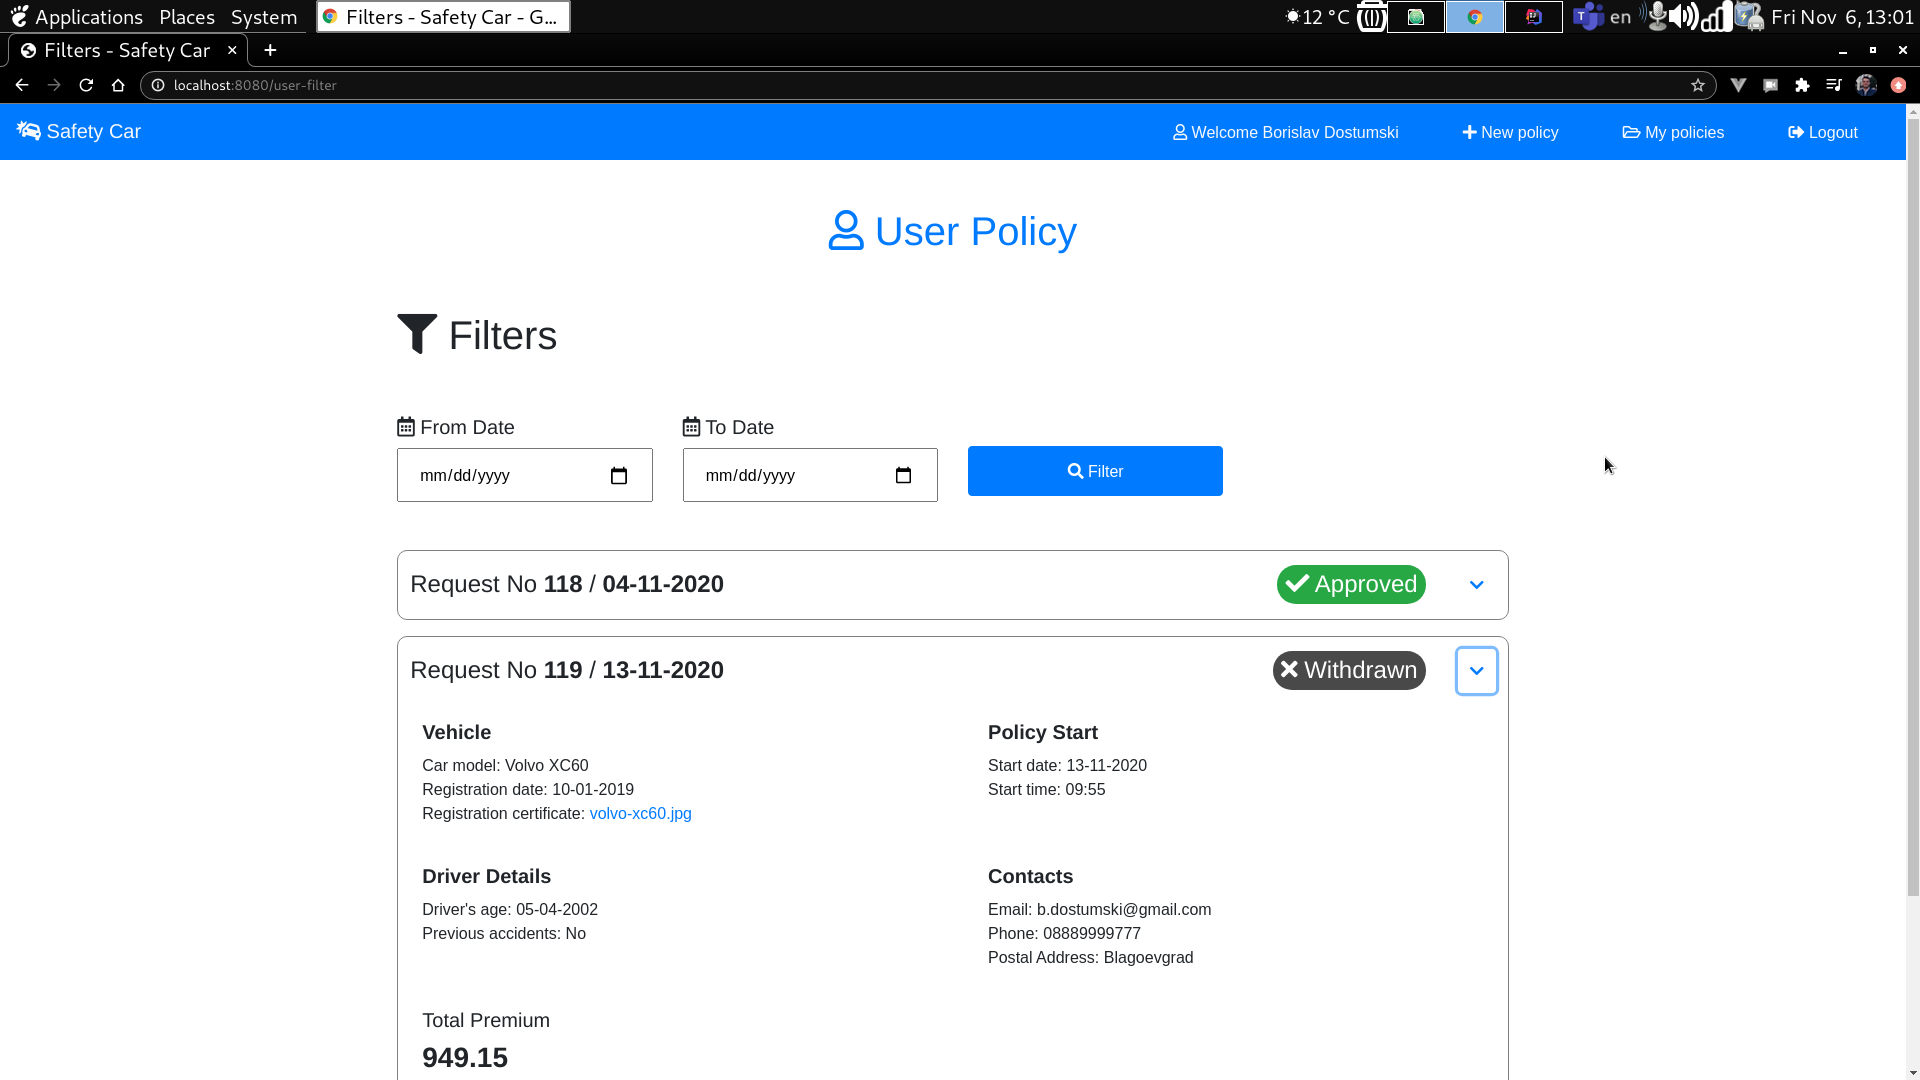 Applications Places System Filters - Safety Car - G... 12 °C en Fri Nov 6, 13:01
Filters - Safety Car
localhost:8080/user-filter
Safety Car Welcome Borislav Dostumski New policy My policies Logout
User Policy
Filters
From Date To Date
mm/dd/yyyy mm/dd/yyyy Filter
Request No 118 / 04-11-2020 Approved
Request No 119 / 13-11-2020 Withdrawn
Vehicle Policy Start
Car model: Volvo XC60 Start date: 13-11-2020
Registration date: 10-01-2019 Start time: 09:55
Registration certificate: volvo-xc60.jpg
Driver Details Contacts
Driver's age: 05-04-2002 Email: b.dostumski@gmail.com
Previous accidents: No Phone: 08889999777
Postal Address: Blagoevgrad
Total Premium
949.15